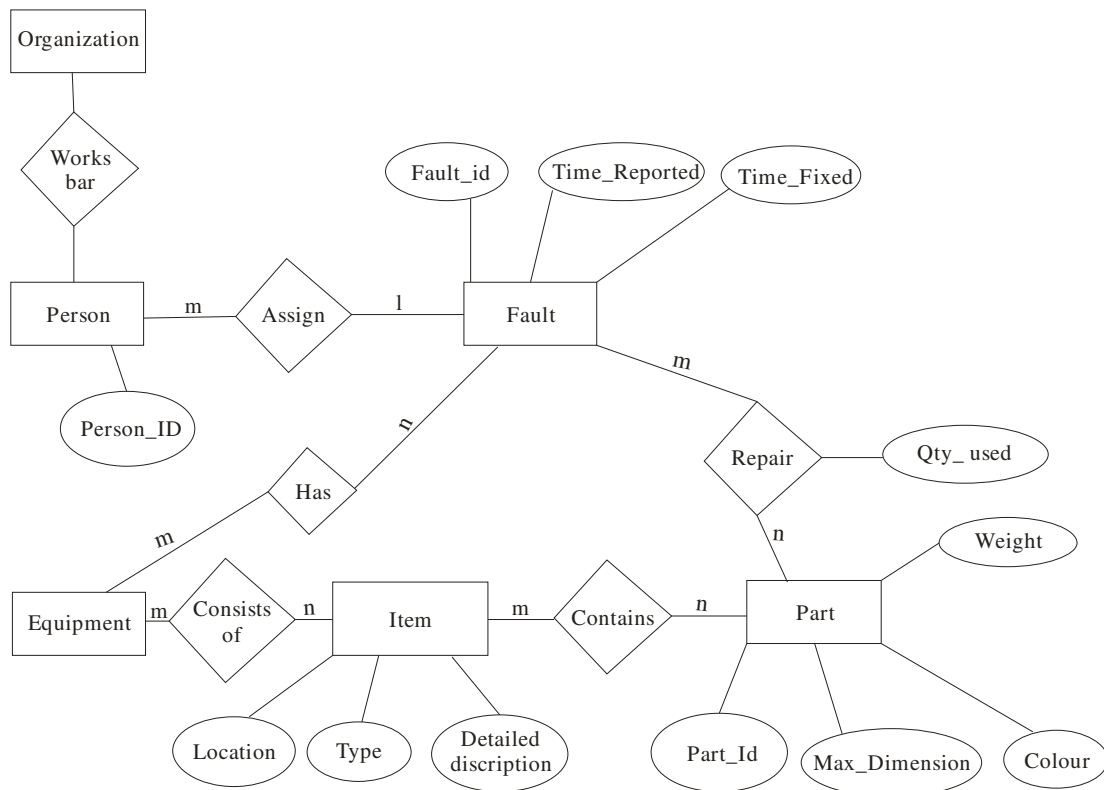 Organization
Works
bar
Fault_id
Time_Reported
Time_Fixed
Person
m
Assign
l
Fault
Person_ID
m
n
Repair
Qty_ used
Has
m
n
Weight
Equipment
m
Consists
of
n
Item
m
Contains
n
Part
Location
Type
Detailed
discription
Part_Id
Max_Dimension
Colour